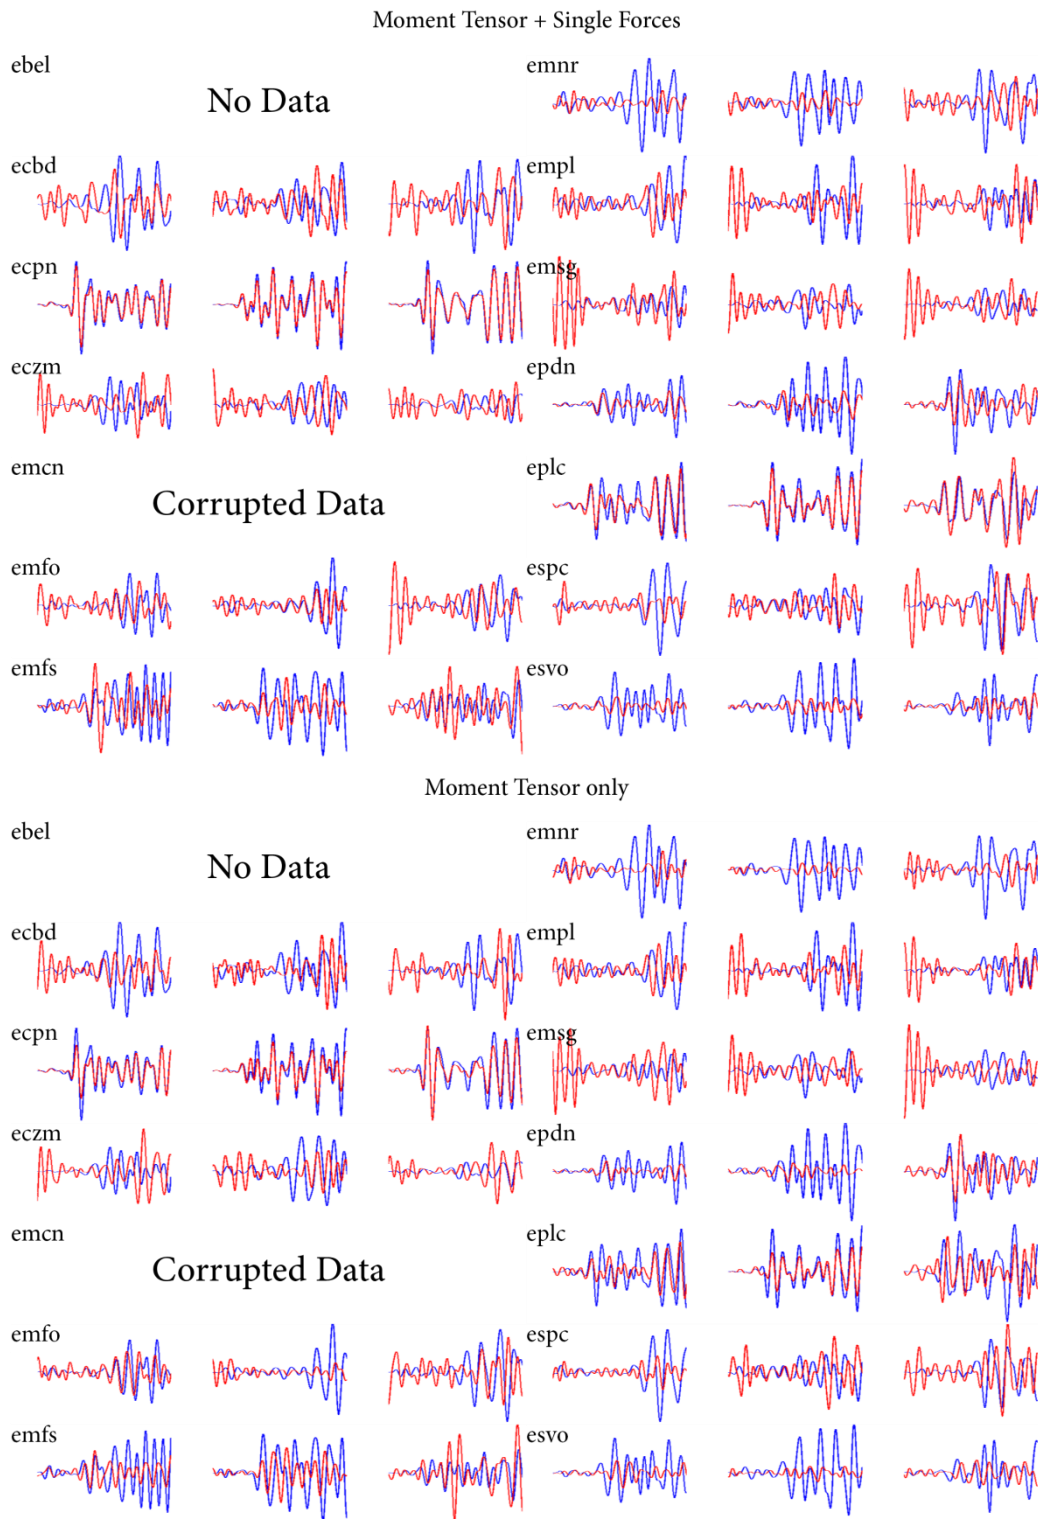 Moment Tensor + Single Forces
ebel
No Data
emnr
ecbd
empl
ecpn
emsg
eczm
epdn
emcn
Corrupted Data
eplc
emfo
espc
emfs
esvo
Moment Tensor only
ebel
No Data
emnr
ecbd
empl
ecpn
emsg
eczm
epdn
emcn
Corrupted Data
eplc
emfo
espc
emfs
esvo